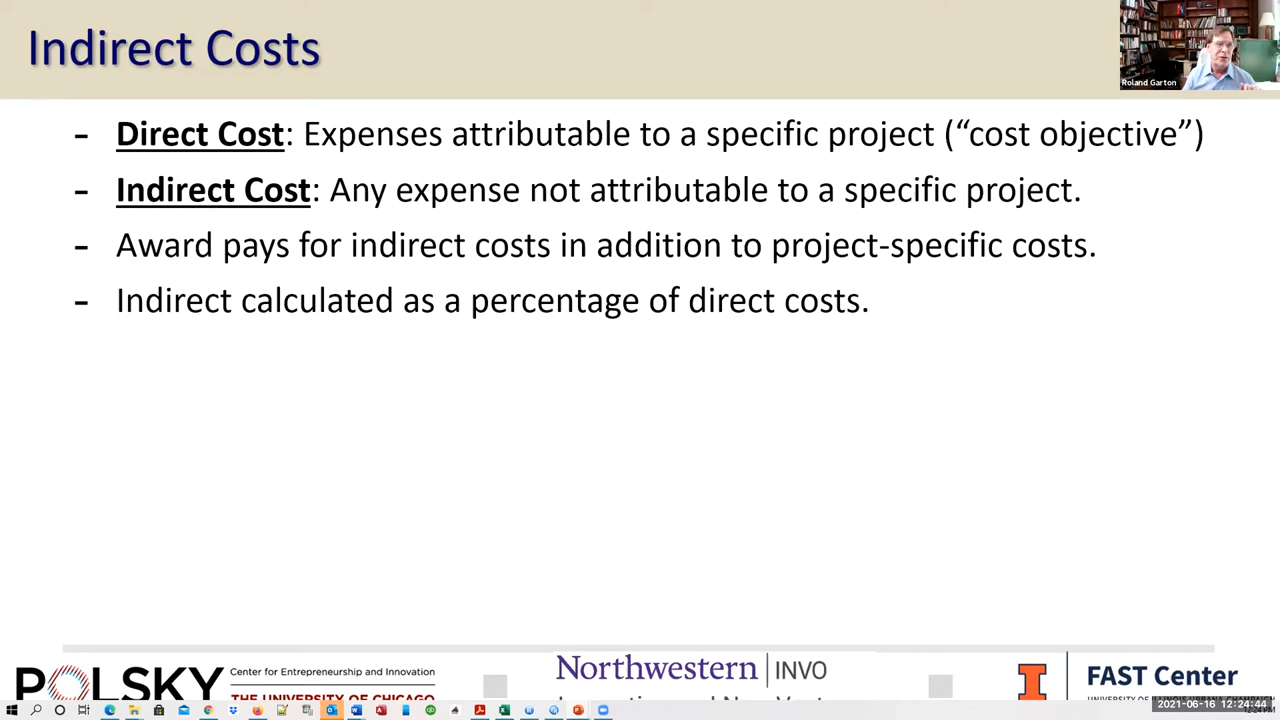 Indirect Costs
Roland Garton
- Direct Cost: Expenses attributable to a specific project (“cost objective”)
- Indirect Cost: Any expense not attributable to a specific project.
- Award pays for indirect costs in addition to project-specific costs.
- Indirect calculated as a percentage of direct costs.
POLSKY
Center for Entrepreneurship and Innovation
THE UNIVERSITY OF CHICAGO
Northwestern | INVO
I
FAST Center
2021-06-16 12:24:44